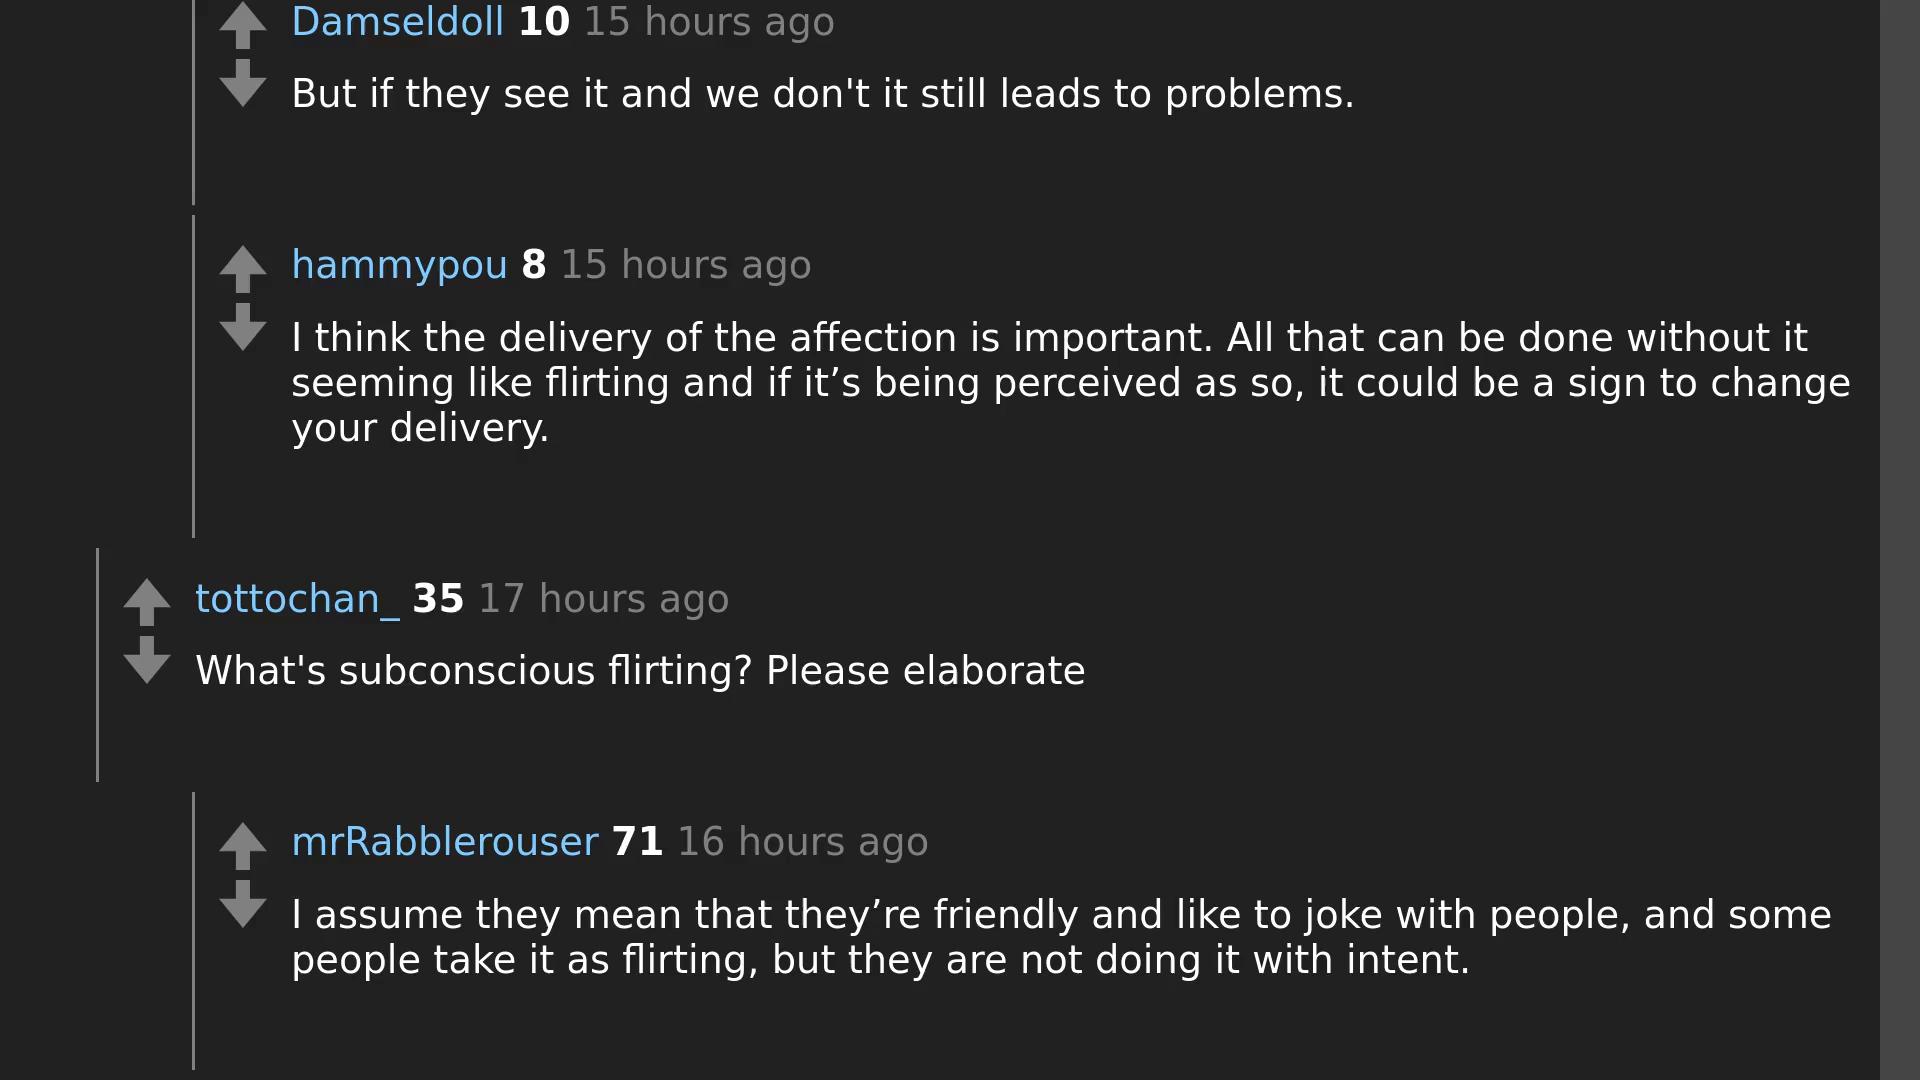 Damseldoll 10 15 hours ago
But if they see it and we don't it still leads to problems.
hammypou 8 15 hours ago
I think the delivery of the affection is important. All that can be done without it
seeming like flirting and if it’s being perceived as so, it could be a sign to change
your delivery.
tottochan_ 35 17 hours ago
What's subconscious flirting? Please elaborate
mrRabblerouser 71 16 hours ago
I assume they mean that they’re friendly and like to joke with people, and some
people take it as flirting, but they are not doing it with intent.